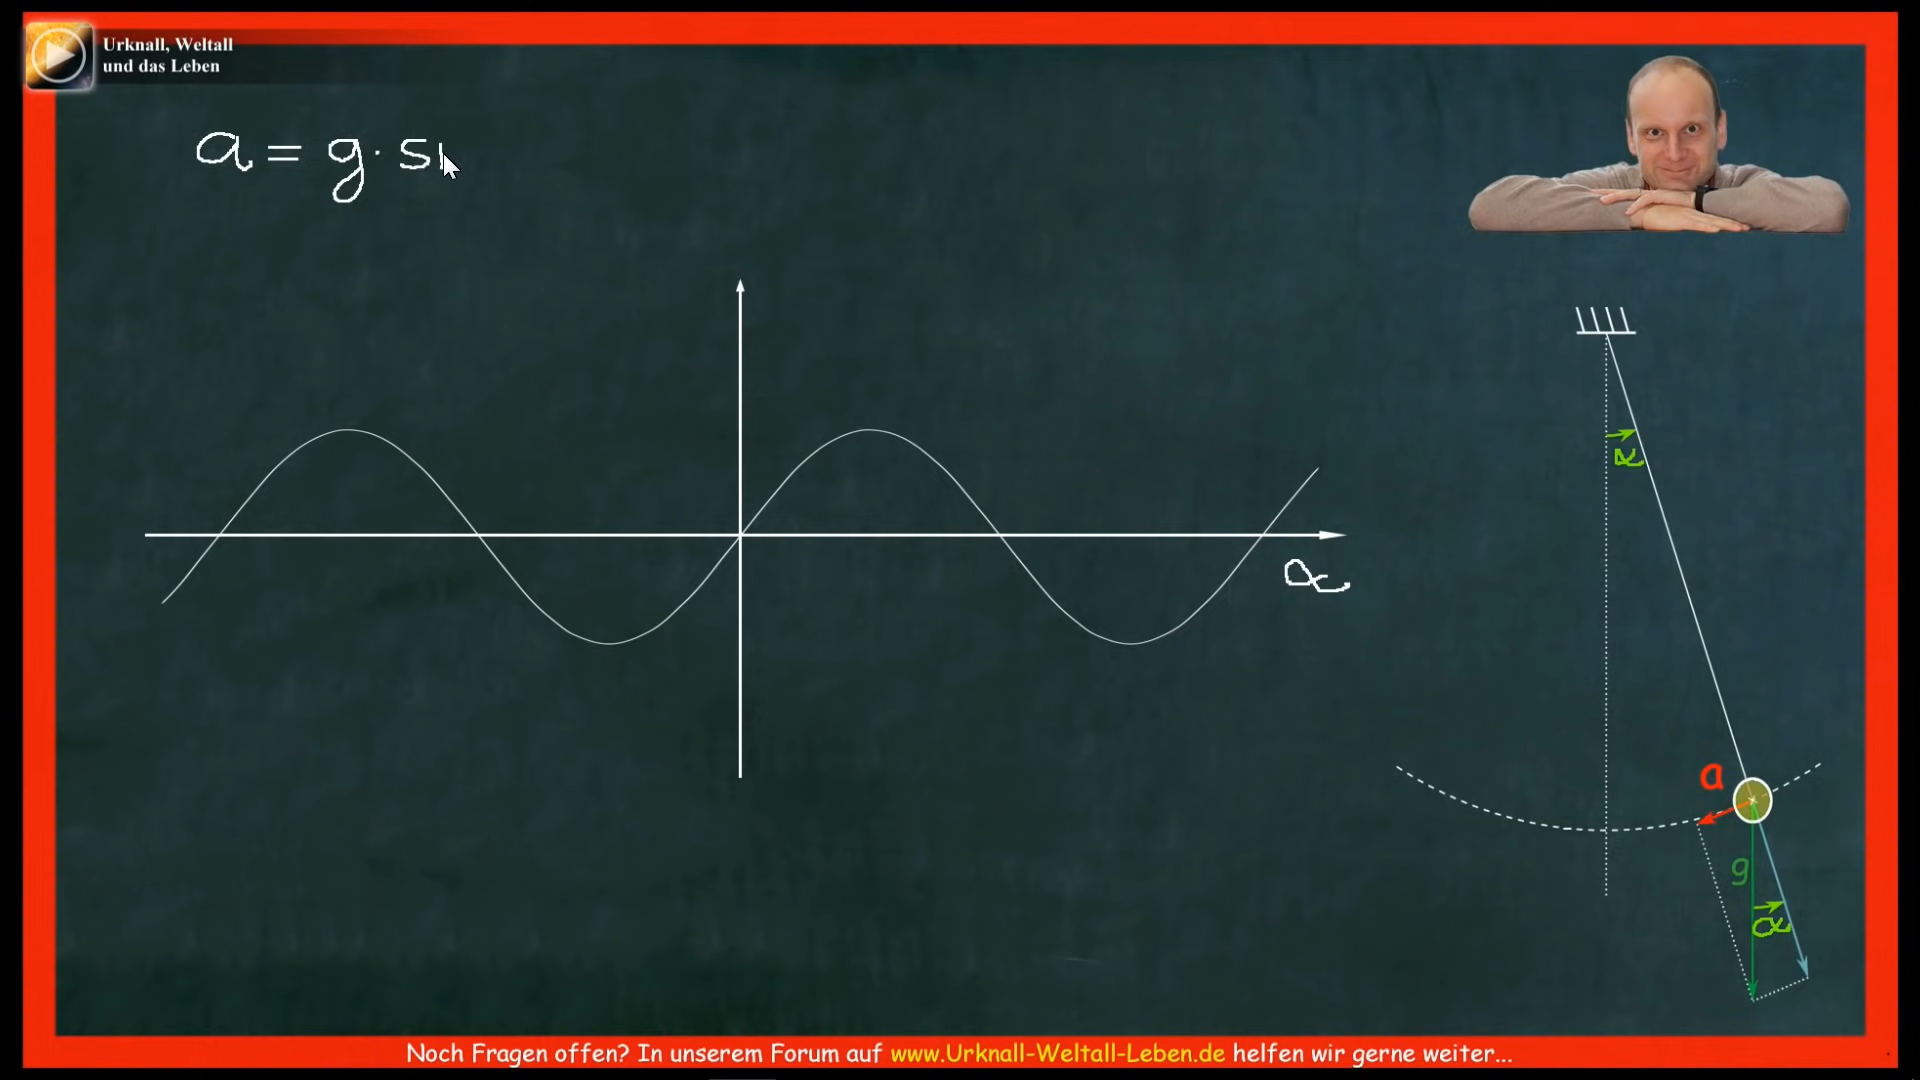 Urknall, Weltall
und das Leben
a = g · si
α
α
a
g
α
Noch Fragen offen? In unserem Forum auf www.Urknall-Weltall-Leben.de helfen wir gerne weiter...